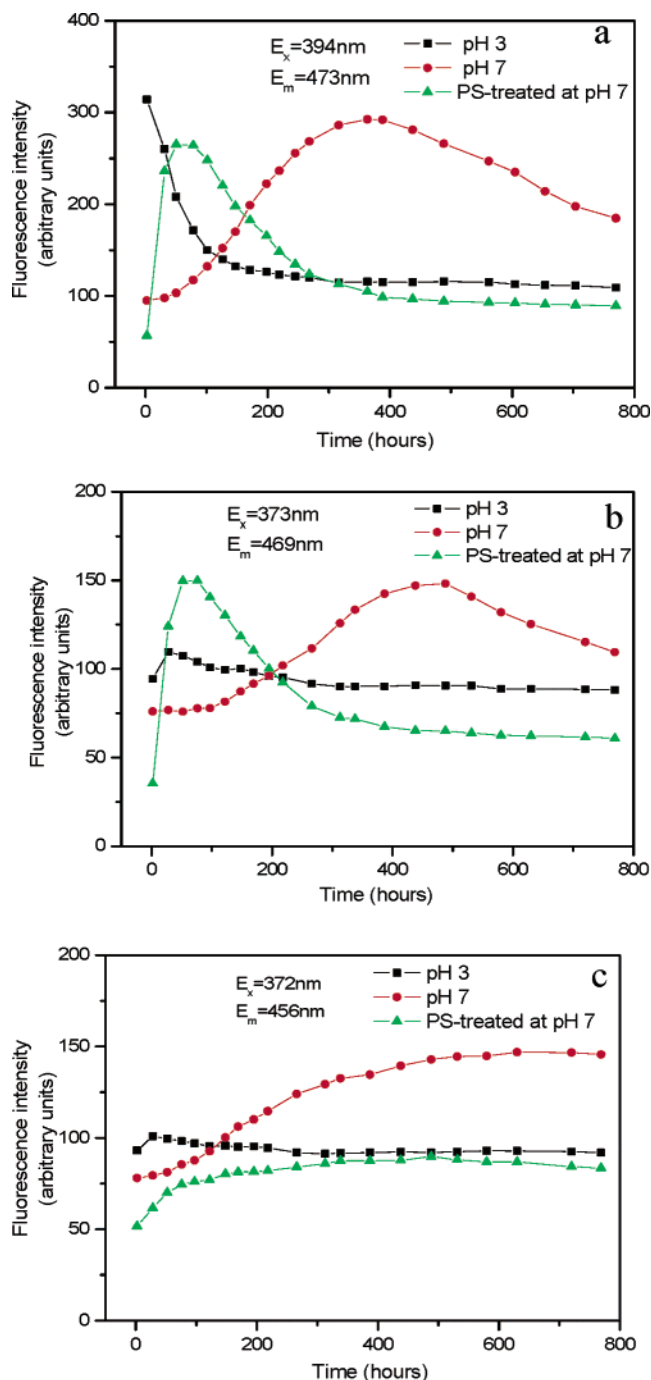 a
Eₓ=394nm
Eₘ=473nm
pH 3
pH 7
PS-treated at pH 7
400
300
200
100
0
Fluorescence intensity
(arbitrary units)
0 200 400 600 800
Time (hours)
b
Eₓ=373nm
Eₘ=469nm
pH 3
pH 7
PS-treated at pH 7
200
150
100
50
0
Fluorescence intensity
(arbitrary units)
0 200 400 600 800
Time (hours)
c
Eₓ=372nm
Eₘ=456nm
pH 3
pH 7
PS-treated at pH 7
200
150
100
50
0
Fluorescence intensity
(arbitrary units)
0 200 400 600 800
Time (hours)